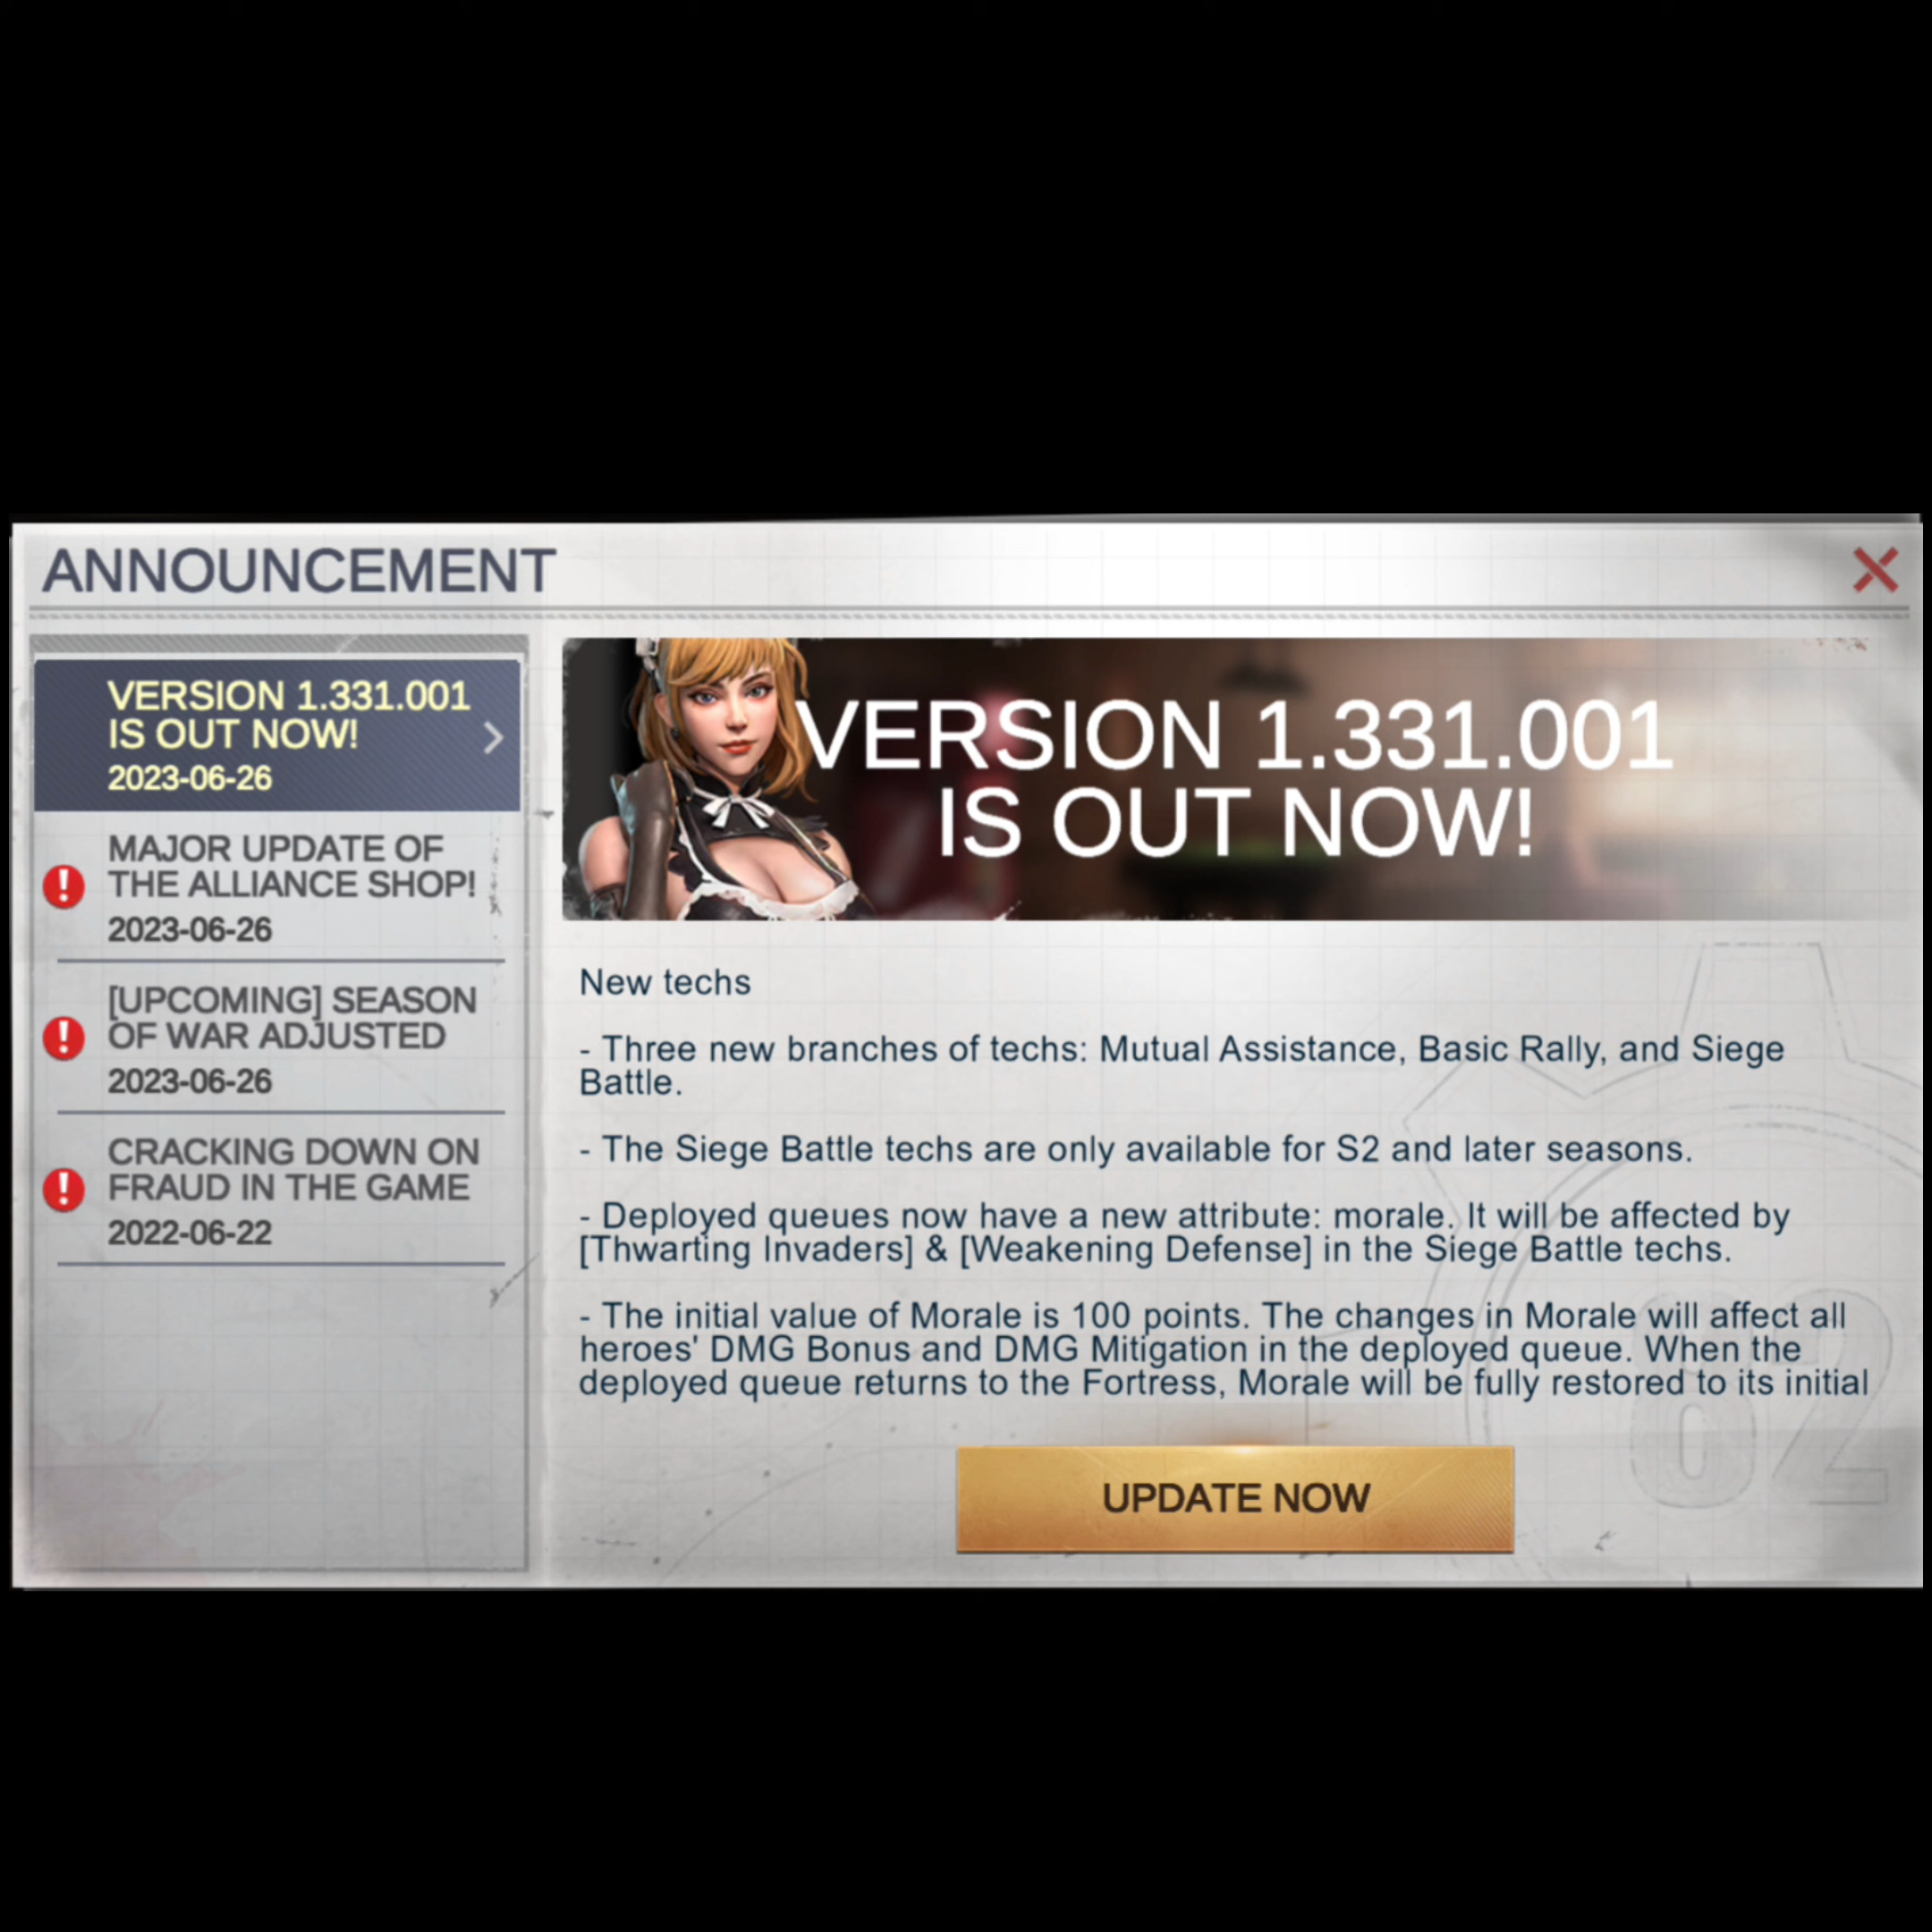 ANNOUNCEMENT
VERSION 1.331.001
IS OUT NOW!
2023-06-26
MAJOR UPDATE OF
THE ALLIANCE SHOP!
2023-06-26
[UPCOMING] SEASON
OF WAR ADJUSTED
2023-06-26
CRACKING DOWN ON
FRAUD IN THE GAME
2022-06-22
VERSION 1.331.001
IS OUT NOW!
New techs
- Three new branches of techs: Mutual Assistance, Basic Rally, and Siege
Battle.
- The Siege Battle techs are only available for S2 and later seasons.
- Deployed queues now have a new attribute: morale. It will be affected by
[Thwarting Invaders] & [Weakening Defense] in the Siege Battle techs.
- The initial value of Morale is 100 points. The changes in Morale will affect all
heroes' DMG Bonus and DMG Mitigation in the deployed queue. When the
deployed queue returns to the Fortress, Morale will be fully restored to its initial
82
UPDATE NOW